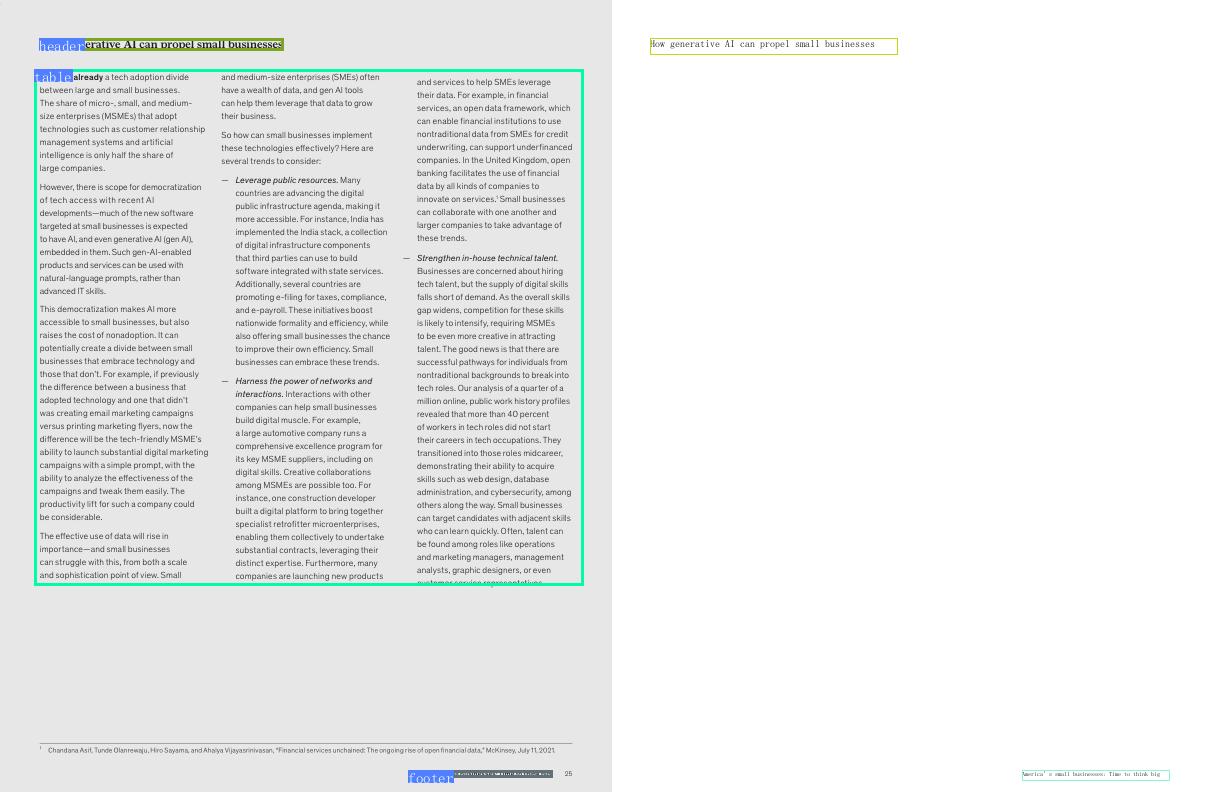 header
erative AI can propel small businesses
table
already a tech adoption divide
between large and small businesses.
The share of micro-, small, and medium-
size enterprises (MSMEs) that adopt
technologies such as customer relationship
management systems and artificial
intelligence is only half the share of
large companies.
However, there is scope for democratization
of tech access with recent AI
developments—much of the new software
targeted at small businesses is expected
to have AI, and even generative AI (gen AI),
embedded in them. Such gen-AI-enabled
products and services can be used with
natural-language prompts, rather than
advanced IT skills.
This democratization makes AI more
accessible to small businesses, but also
raises the cost of nonadoption. It can
potentially create a divide between small
businesses that embrace technology and
those that don't. For example, if previously
the difference between a business that
adopted technology and one that didn't
was creating email marketing campaigns
versus printing marketing flyers, now the
difference will be the tech-friendly MSME's
ability to launch substantial digital marketing
campaigns with a simple prompt, with the
ability to analyze the effectiveness of the
campaigns and tweak them easily. The
productivity lift for such a company could
be considerable.
The effective use of data will rise in
importance—and small businesses
can struggle with this, from both a scale
and sophistication point of view. Small
and medium-size enterprises (SMEs) often
have a wealth of data, and gen AI tools
can help them leverage that data to grow
their business.
So how can small businesses implement
these technologies effectively? Here are
several trends to consider:
— Leverage public resources. Many
countries are advancing the digital
public infrastructure agenda, making it
more accessible. For instance, India has
implemented the India stack, a collection
of digital infrastructure components
that third parties can use to build
software integrated with state services.
Additionally, several countries are
promoting e-filing for taxes, compliance,
and e-payroll. These initiatives boost
nationwide formality and efficiency, while
also offering small businesses the chance
to improve their own efficiency. Small
businesses can embrace these trends.
— Harness the power of networks and
interactions. Interactions with other
companies can help small businesses
build digital muscle. For example,
a large automotive company runs a
comprehensive excellence program for
its key MSME suppliers, including on
digital skills. Creative collaborations
among MSMEs are possible too. For
instance, one construction developer
built a digital platform to bring together
specialist retrofitter microenterprises,
enabling them collectively to undertake
substantial contracts, leveraging their
distinct expertise. Furthermore, many
companies are launching new products
and services to help SMEs leverage
their data. For example, in financial
services, an open data framework, which
can enable financial institutions to use
nontraditional data from SMEs for credit
underwriting, can support underfinanced
companies. In the United Kingdom, open
banking facilitates the use of financial
data by all kinds of companies to
innovate on services.¹ Small businesses
can collaborate with one another and
larger companies to take advantage of
these trends.
— Strengthen in-house technical talent.
Businesses are concerned about hiring
tech talent, but the supply of digital skills
falls short of demand. As the overall skills
gap widens, competition for these skills
is likely to intensify, requiring MSMEs
to be even more creative in attracting
talent. The good news is that there are
successful pathways for individuals from
nontraditional backgrounds to break into
tech roles. Our analysis of a quarter of a
million online, public work history profiles
revealed that more than 40 percent
of workers in tech roles did not start
their careers in tech occupations. They
transitioned into those roles midcareer,
demonstrating their ability to acquire
skills such as web design, database
administration, and cybersecurity, among
others along the way. Small businesses
can target candidates with adjacent skills
who can learn quickly. Often, talent can
be found among roles like operations
and marketing managers, management
analysts, graphic designers, or even
customer service representatives.
¹ Chandana Asif, Tunde Olanrewaju, Hiro Sayama, and Ahalya Vijayasrinivasan, “Financial services unchained: The ongoing rise of open financial data,” McKinsey, July 11, 2021.
footer
25
How generative AI can propel small businesses
America's small businesses: Time to think big